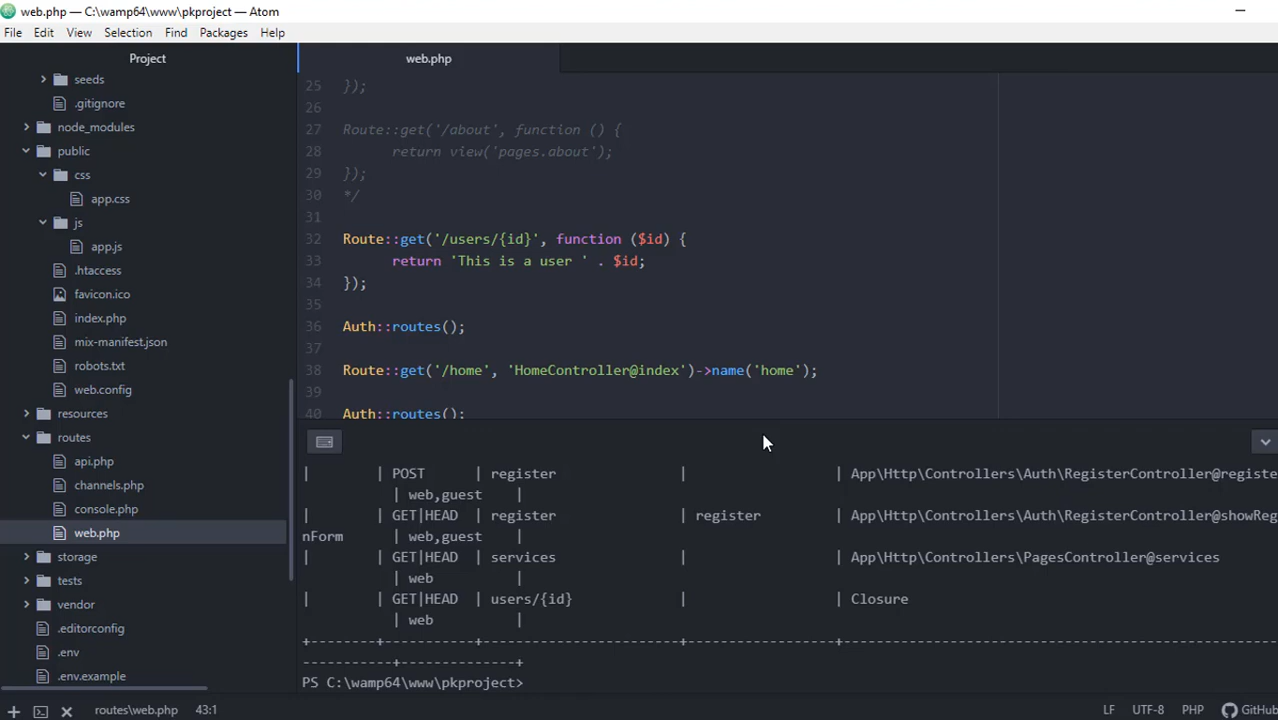 web.php — C:\wamp64\www\pkproject — Atom
File Edit View Selection Find Packages Help
Project
seeds
.gitignore
node_modules
public
css
app.css
js
app.js
.htaccess
favicon.ico
index.php
mix-manifest.json
robots.txt
web.config
resources
routes
api.php
channels.php
console.php
web.php
storage
tests
vendor
.editorconfig
.env
.env.example
web.php
25 });
26
27 Route::get('/about', function () {
28 return view('pages.about');
29 });
30 */
31
32 Route::get('/users/{id}', function ($id) {
33 return 'This is a user ' . $id;
34 });
35
36 Auth::routes();
37
38 Route::get('/home', 'HomeController@index')->name('home');
39
40 Auth::routes();
| | POST | register | | App\Http\Controllers\Auth\RegisterController@registe
| web,guest |
| | GET|HEAD | register | register | App\Http\Controllers\Auth\RegisterController@showReg
nForm | web,guest |
| | GET|HEAD | services | | App\Http\Controllers\PagesController@services
| web |
| | GET|HEAD | users/{id} | | Closure
| web |
+--------+----------+------------------------+------------------+------------------------------------------------------
-----------+--------------+
PS C:\wamp64\www\pkproject>
routes\web.php 43:1 LF UTF-8 PHP GitHub